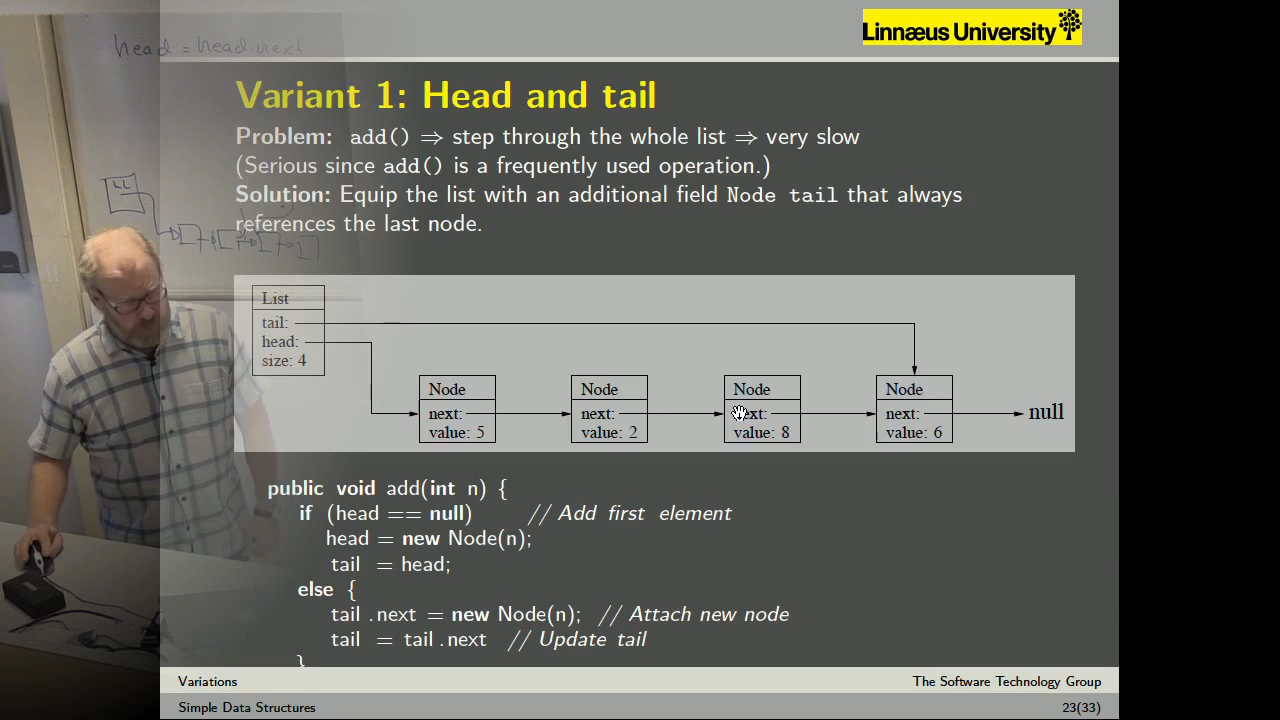 Linnæus University
head = head.next
Variant 1: Head and tail
Problem: add() ⇒ step through the whole list ⇒ very slow
(Serious since add() is a frequently used operation.)
Solution: Equip the list with an additional field Node tail that always
references the last node.
List
tail:
head:
size: 4
Node
next:
value: 5
Node
next:
value: 2
Node
next:
value: 8
Node
next:
value: 6
null
public void add(int n) {
if (head == null) // Add first element
head = new Node(n);
tail = head;
else {
tail .next = new Node(n); // Attach new node
tail = tail .next // Update tail
}
Variations
The Software Technology Group
Simple Data Structures
23(33)